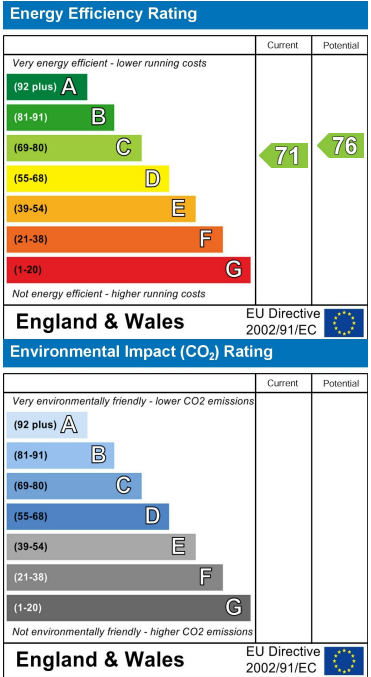 Energy Efficiency Rating
Current Potential
Very energy efficient - lower running costs
(92 plus) A
(81-91) B
(69-80) C
(55-68) D
(39-54) E
(21-38) F
(1-20) G
71 76
Not energy efficient - higher running costs
England & Wales
EU Directive
2002/91/EC
Environmental Impact (CO₂) Rating
Current Potential
Very environmentally friendly - lower CO2 emissions
(92 plus) A
(81-91) B
(69-80) C
(55-68) D
(39-54) E
(21-38) F
(1-20) G
Not environmentally friendly - higher CO2 emissions
England & Wales
EU Directive
2002/91/EC